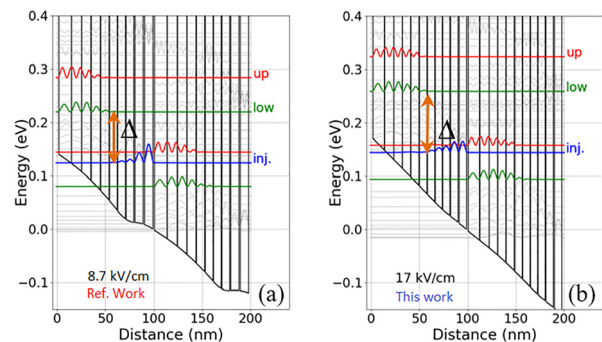 0.4
0.3
0.2
0.1
0.0
−0.1
Energy (eV)
up
low
Δ
inj.
8.7 kV/cm
Ref. Work
(a)
0 50 100 150 200
Distance (nm)
0.4
0.3
0.2
0.1
0.0
−0.1
Energy (eV)
up
low
Δ
inj.
17 kV/cm
This work
(b)
0 50 100 150 200
Distance (nm)